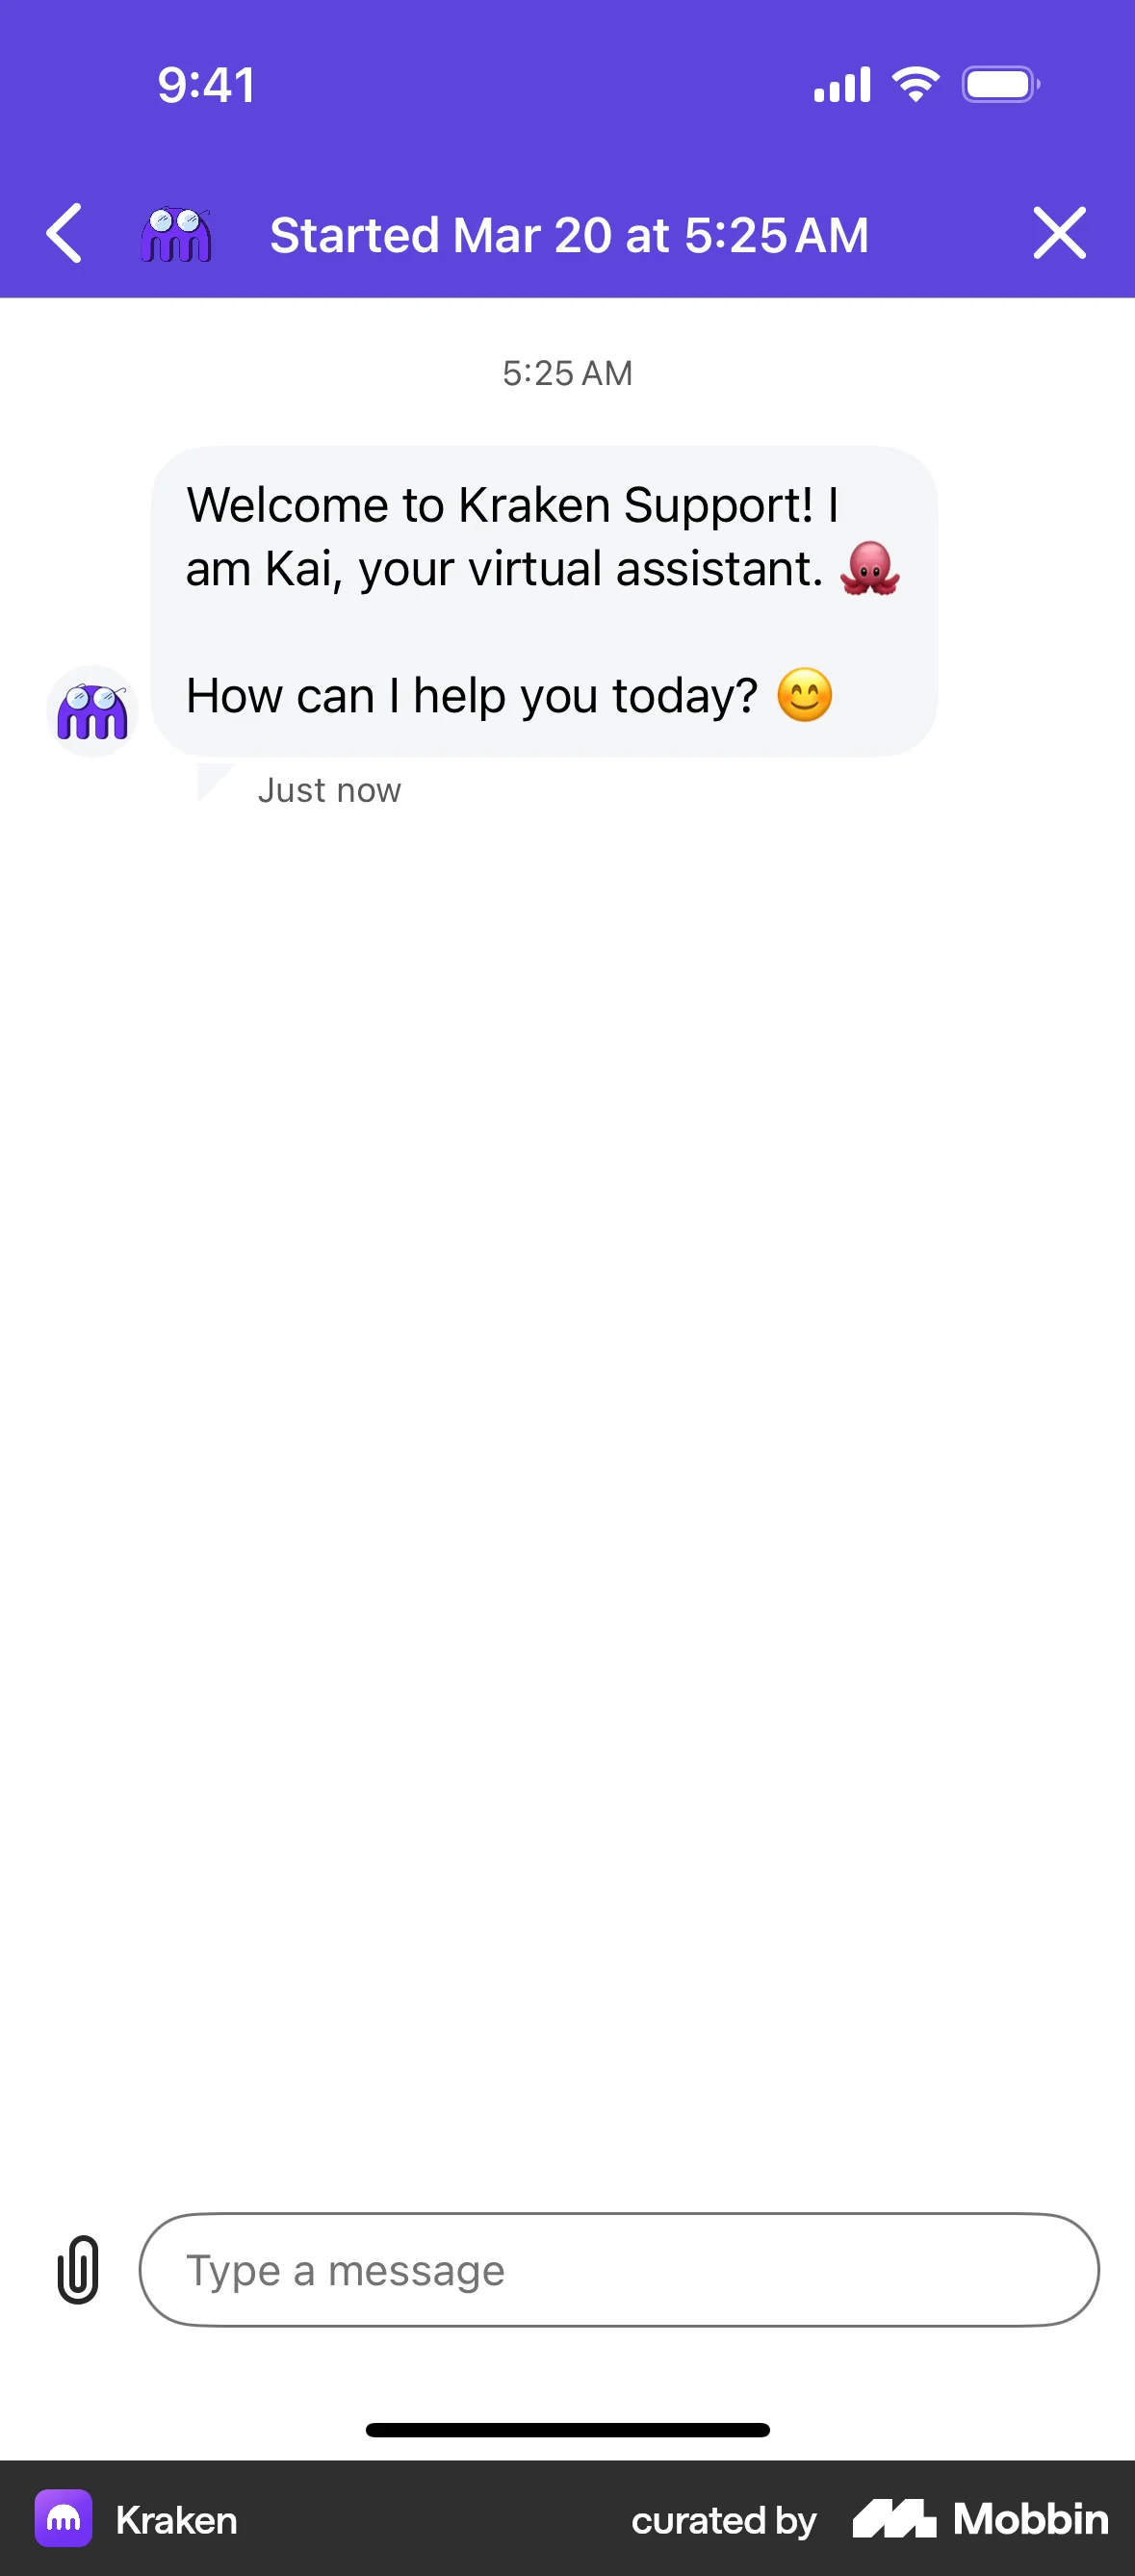 9:41
Started Mar 20 at 5:25 AM
5:25 AM
Welcome to Kraken Support! I
am Kai, your virtual assistant. 🐙
How can I help you today? 😊
Just now
Type a message
Kraken
curated by Mobbin